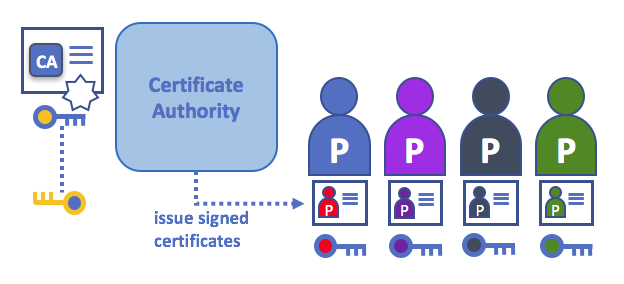 CA
Certificate
Authority
P P P P
P P P P
issue signed
certificates